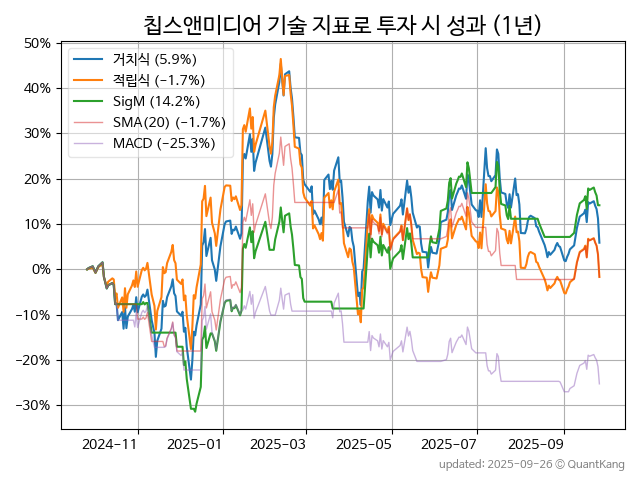 칩스앤미디어 기술 지표로 투자 시 성과 (1년)
50%
40%
30%
20%
10%
0%
−10%
−20%
−30%
거치식 (5.9%)
적립식 (−1.7%)
SigM (14.2%)
SMA(20) (−1.7%)
MACD (−25.3%)
2024−11
2025−01
2025−03
2025−05
2025−07
2025−09
updated: 2025-09-26 © QuantKang